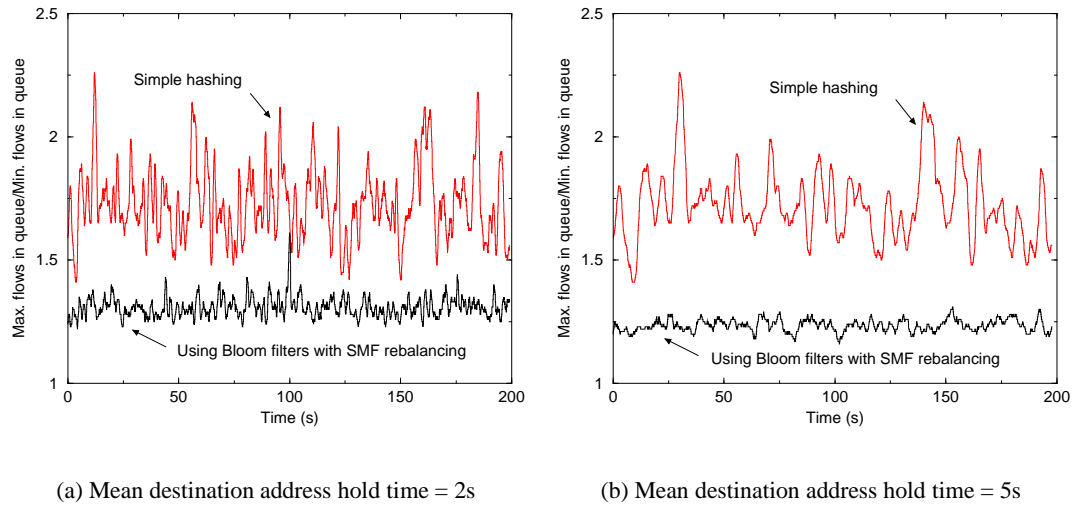 Max. flows in queue/Min. flows in queue
2.5
2
1.5
1
0
50
100
150
200
Time (s)
Simple hashing
Using Bloom filters with SMF rebalancing
(a) Mean destination address hold time = 2s
Max. flows in queue/Min. flows in queue
2.5
2
1.5
1
0
50
100
150
200
Time (s)
Simple hashing
Using Bloom filters with SMF rebalancing
(b) Mean destination address hold time = 5s